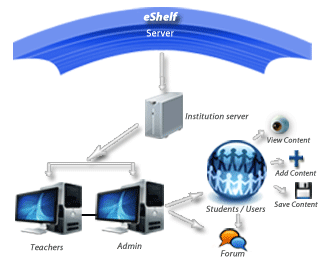 eShelf
Server
Institution server
View Content
Add Content
Save Content
Students / Users
Teachers
Admin
Forum